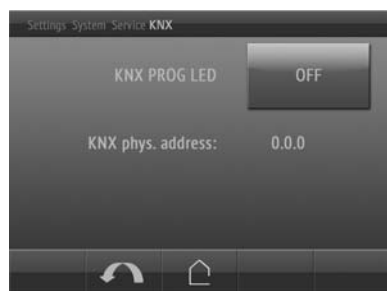 Settings System Service KNX
KNX PROG LED OFF
KNX phys. address: 0.0.0